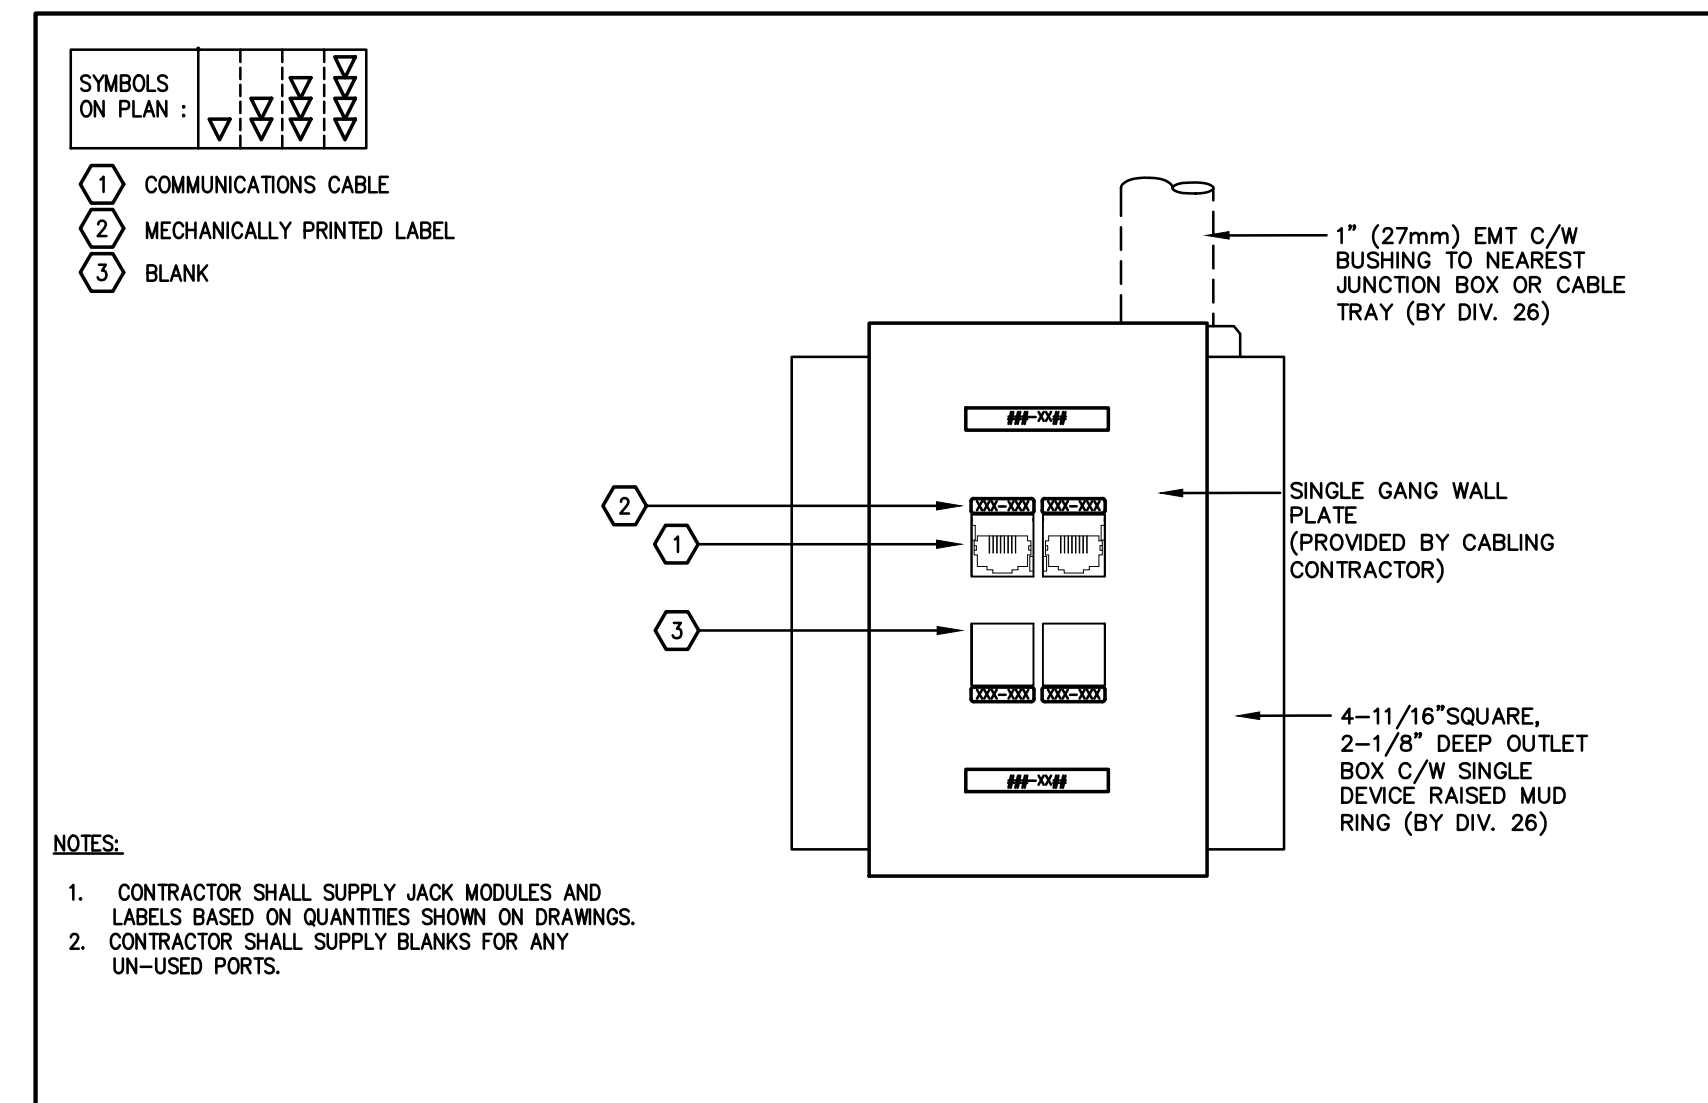 SYMBOLS
ON PLAN :
1 COMMUNICATIONS CABLE
2 MECHANICALLY PRINTED LABEL
3 BLANK
1" (27mm) EMT C/W
BUSHING TO NEAREST
JUNCTION BOX OR CABLE
TRAY (BY DIV. 26)
###-XX##
2
XXX-XXX XXX-XXX
1
SINGLE GANG WALL
PLATE
(PROVIDED BY CABLING
CONTRACTOR)
3
XXX-XXX XXX-XXX
###-XX##
4-11/16"SQUARE,
2-1/8" DEEP OUTLET
BOX C/W SINGLE
DEVICE RAISED MUD
RING (BY DIV. 26)
NOTES:
1. CONTRACTOR SHALL SUPPLY JACK MODULES AND
LABELS BASED ON QUANTITIES SHOWN ON DRAWINGS.
2. CONTRACTOR SHALL SUPPLY BLANKS FOR ANY
UN-USED PORTS.